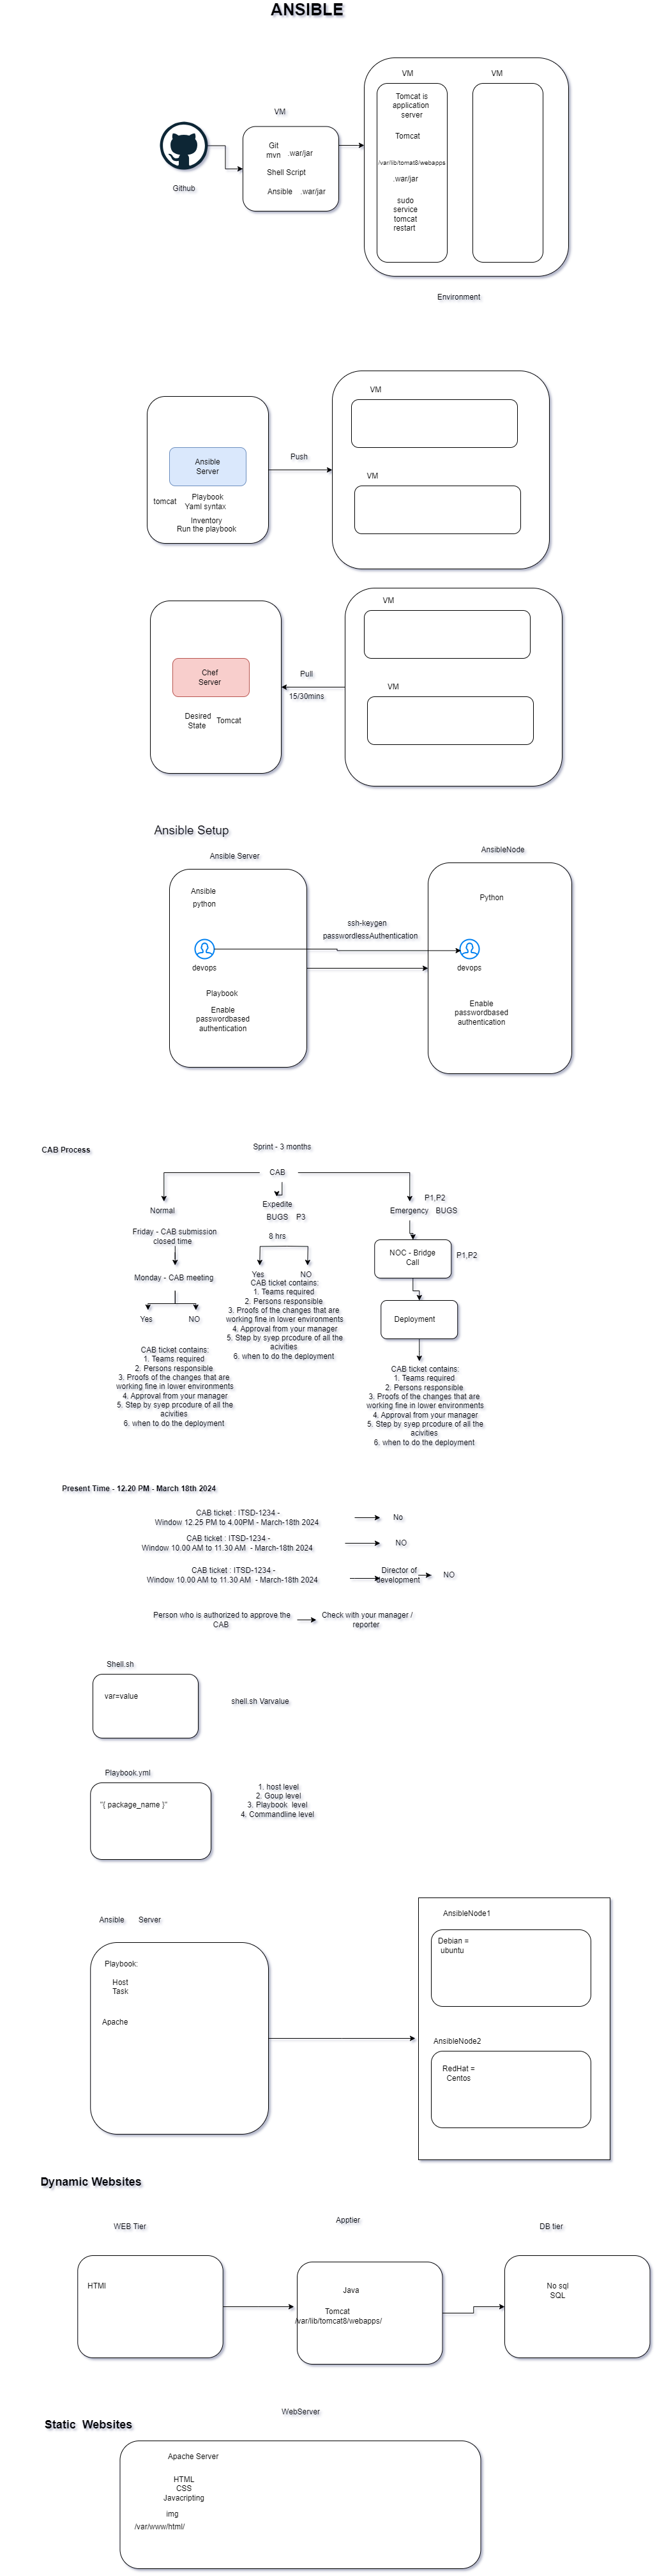 ANSIBLE
VM
VM
VM
Github
Git
mvn
.war/jar
Shell Script
Ansible
.war/jar
Tomcat is
application
server
Tomcat
/var/lib/tomat8/webapps
.war/jar
sudo
service
tomcat
restart
Environment
Ansible
Server
tomcat
Playbook
Yaml syntax
Inventory
Run the playbook
Push
VM
VM
Chef
Server
Desired
State
Tomcat
Pull
15/30mins
VM
VM
Ansible Setup
Ansible Server
AnsibleNode
Ansible
python
devops
Playbook
Enable
passwordbased
authentication
ssh-keygen
passwordlessAuthentication
Python
devops
Enable
passwordbased
authentication
CAB Process
Sprint - 3 months
CAB
Normal
Friday - CAB submission
closed time.
Monday - CAB meeting
Yes
NO
CAB ticket contains:
1. Teams required
2. Persons responsible
3. Proofs of the changes that are
working fine in lower environments
4. Approval from your manager
5. Step by syep prcodure of all the
acivities
6. when to do the deployment
Expedite
BUGS P3
8 hrs
Yes
NO
CAB ticket contains:
1. Teams required
2. Persons responsible
3. Proofs of the changes that are
working fine in lower environments
4. Approval from your manager
5. Step by syep prcodure of all the
acivities
6. when to do the deployment
P1,P2
Emergency BUGS
NOC - Bridge
Call
P1,P2
Deployment
CAB ticket contains:
1. Teams required
2. Persons responsible
3. Proofs of the changes that are
working fine in lower environments
4. Approval from your manager
5. Step by syep prcodure of all the
acivities
6. when to do the deployment
Present Time - 12.20 PM - March 18th 2024
CAB ticket : ITSD-1234 -
Window 12.25 PM to 4.00PM - March-18th 2024
No
CAB ticket : ITSD-1234 -
Window 10.00 AM to 11.30 AM - March-18th 2024
NO
CAB ticket : ITSD-1234 -
Window 10.00 AM to 11.30 AM - March-18th 2024
Director of
development
NO
Person who is authorized to approve the
CAB
Check with your manager /
reporter
Shell.sh
var=value
shell.sh Varvalue
Playbook.yml
"{ package_name }"
1. host level
2. Goup level
3. Playbook level
4. Commandline level
Ansible Server
Playbook:
Host
Task
Apache
AnsibleNode1
Debian =
ubuntu
AnsibleNode2
RedHat =
Centos
Dynamic Websites
WEB Tier
Apptier
DB tier
HTMl
Java
Tomcat
/var/lib/tomcat8/webapps/
No sql
SQL
Static Websites
WebServer
Apache Server
HTML
CSS
Javacripting
img
/var/www/html/